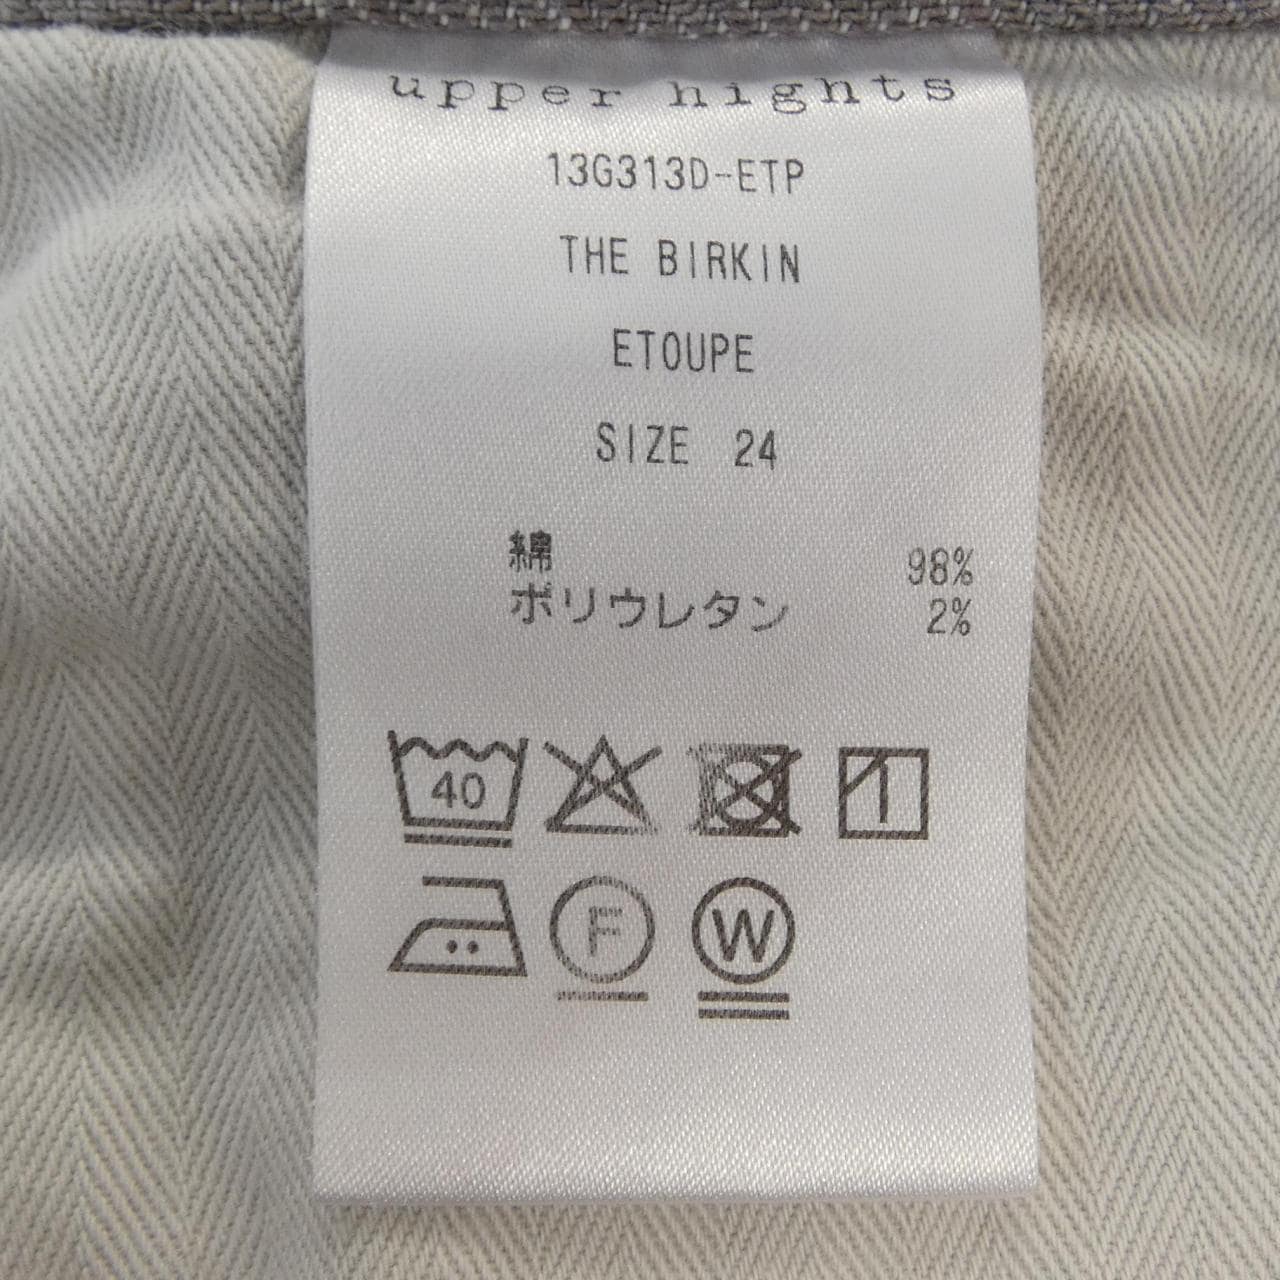 upper hights
13G313D-ETP
THE BIRKIN
ETOUPE
SIZE 24
綿 98%
ポリウレタン 2%
40
F
W